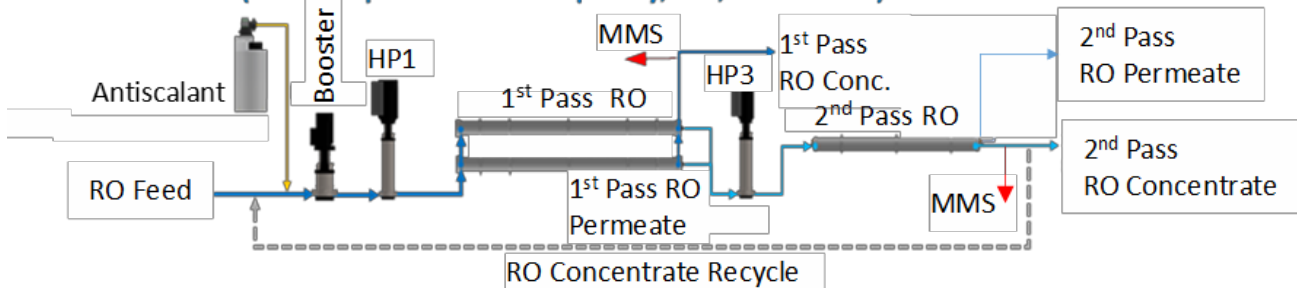 Antiscalant
Booster
HP1
MMS
1st Pass
RO Conc.
2nd Pass
RO Permeate
1st Pass RO
HP3
2nd Pass RO
RO Feed
1st Pass RO
Permeate
MMS
2nd Pass
RO Concentrate
RO Concentrate Recycle